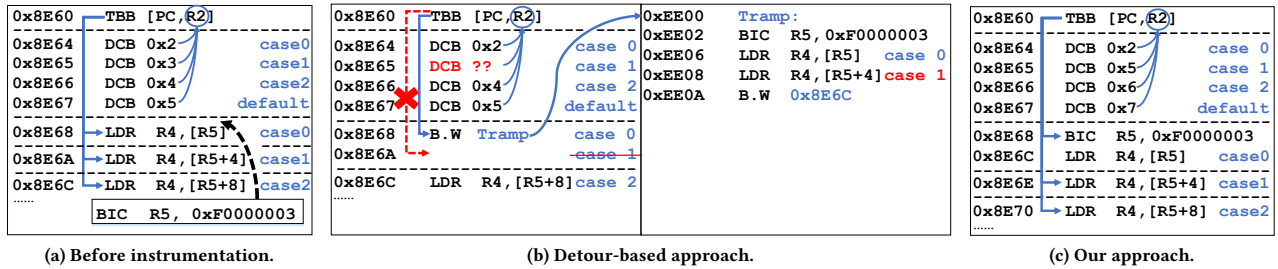 0x8E60 TBB [PC,R2]
0x8E64 DCB 0x2 case0
0x8E65 DCB 0x3 case1
0x8E66 DCB 0x4 case2
0x8E67 DCB 0x5 default
0x8E68 LDR R4,[R5] case0
0x8E6A LDR R4,[R5+4] case1
0x8E6C LDR R4,[R5+8] case2
......
BIC R5, 0xF0000003
(a) Before instrumentation.
0x8E60 TBB [PC,R2]
0x8E64 DCB 0x2 case 0
0x8E65 DCB ?? case 1
0x8E66 DCB 0x4 case 2
0x8E67 DCB 0x5 default
0x8E68 B.W Tramp case 0
0x8E6A case 1
0x8E6C LDR R4,[R5+8] case 2
......
0xEE00 Tramp:
0xEE02 BIC R5,0xF0000003
0xEE06 LDR R4,[R5] case 0
0xEE08 LDR R4,[R5+4] case 1
0xEE0A B.W 0x8E6C
(b) Detour-based approach.
0x8E60 TBB [PC,R2]
0x8E64 DCB 0x2 case 0
0x8E65 DCB 0x5 case 1
0x8E66 DCB 0x6 case 2
0x8E67 DCB 0x7 default
0x8E68 BIC R5,0xF0000003
0x8E6C LDR R4,[R5] case0
0x8E6E LDR R4,[R5+4] case1
0x8E70 LDR R4,[R5+8] case2
......
(c) Our approach.